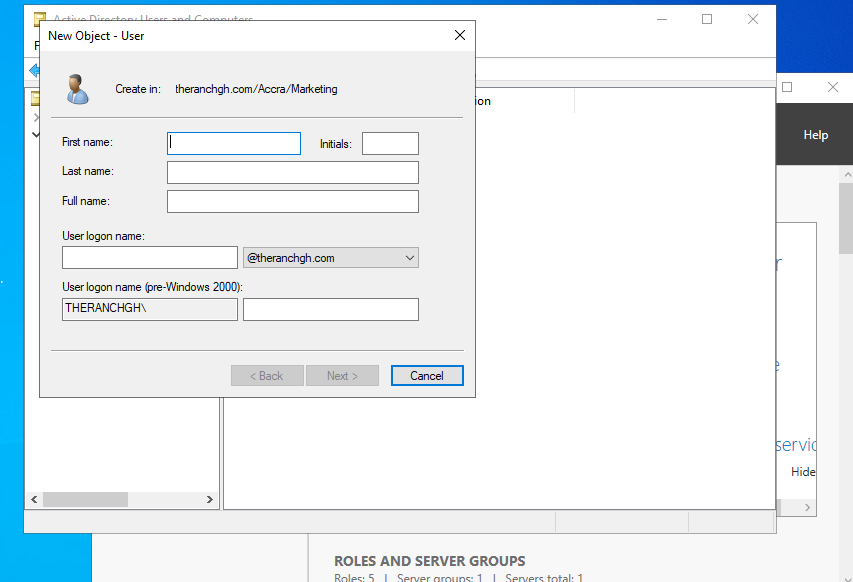 Active Directory Users and Computers
New Object - User
Create in: theranchgh.com/Accra/Marketing
First name:
Initials:
Last name:
Full name:
User logon name:
@theranchgh.com
User logon name (pre-Windows 2000):
THERANCHGH\
< Back
Next >
Cancel
Help
Hide
ROLES AND SERVER GROUPS
Roles: 5 | Server groups: 1 | Servers total: 1